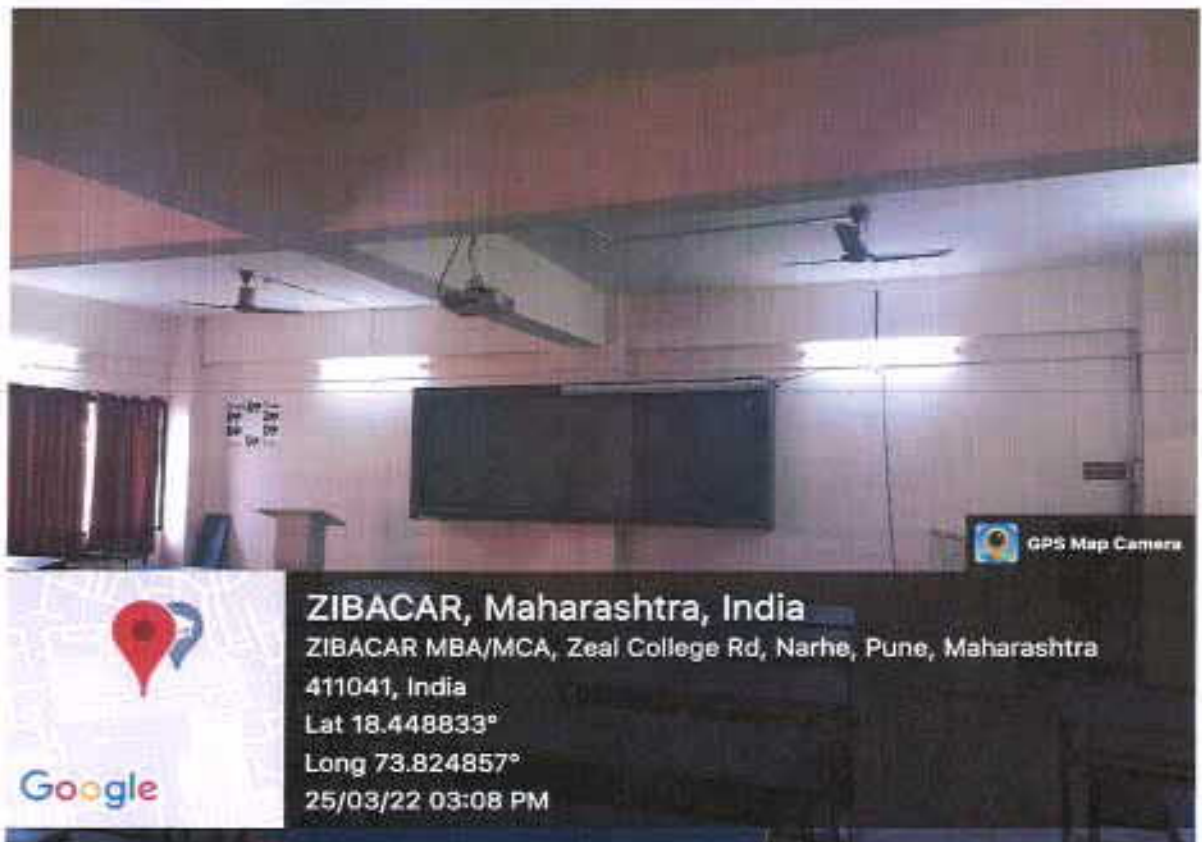 GPS Map Camera
ZIBACAR, Maharashtra, India
ZIBACAR MBA/MCA, Zeal College Rd, Narhe, Pune, Maharashtra
411041, India
Lat 18.448833°
Long 73.824857°
25/03/22 03:08 PM
Google